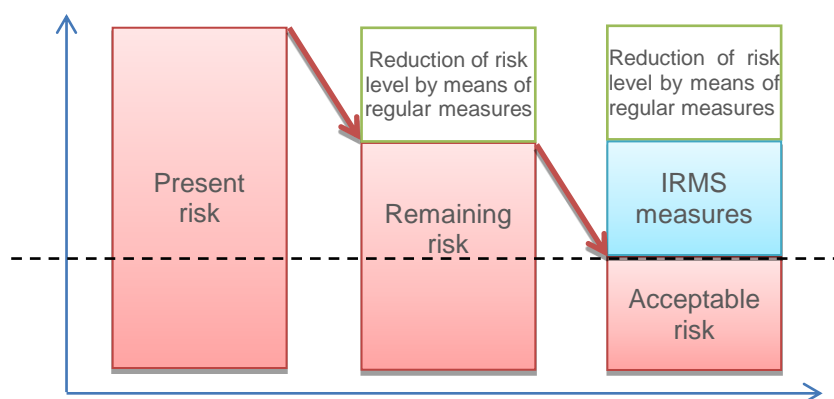 Present
risk
Reduction of risk
level by means of
regular measures
Remaining
risk
Reduction of risk
level by means of
regular measures
IRMS
measures
Acceptable
risk